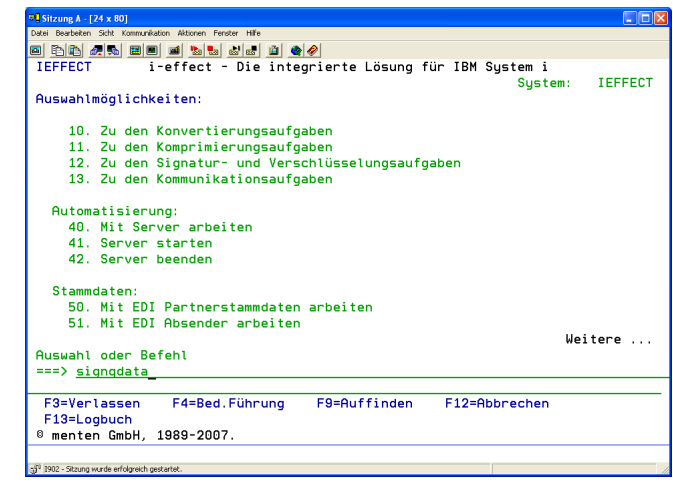 Sitzung A - [24 x 80]
Datei Bearbeiten Sicht Kommunikation Aktionen Fenster Hilfe
IEFFECT i-effect - Die integrierte Lösung für IBM System i
System: IEFFECT
Auswahlmöglichkeiten:
10. Zu den Konvertierungsaufgaben
11. Zu den Komprimierungsaufgaben
12. Zu den Signatur- und Verschlüsselungsaufgaben
13. Zu den Kommunikationsaufgaben
Automatisierung:
40. Mit Server arbeiten
41. Server starten
42. Server beenden
Stammdaten:
50. Mit EDI Partnerstammdaten arbeiten
51. Mit EDI Absender arbeiten
Weitere ...
Auswahl oder Befehl
===> signqdata_
F3=Verlassen F4=Bed.Führung F9=Auffinden F12=Abbrechen
F13=Logbuch
© menten GmbH, 1989-2007.
I902 - Sitzung wurde erfolgreich gestartet.